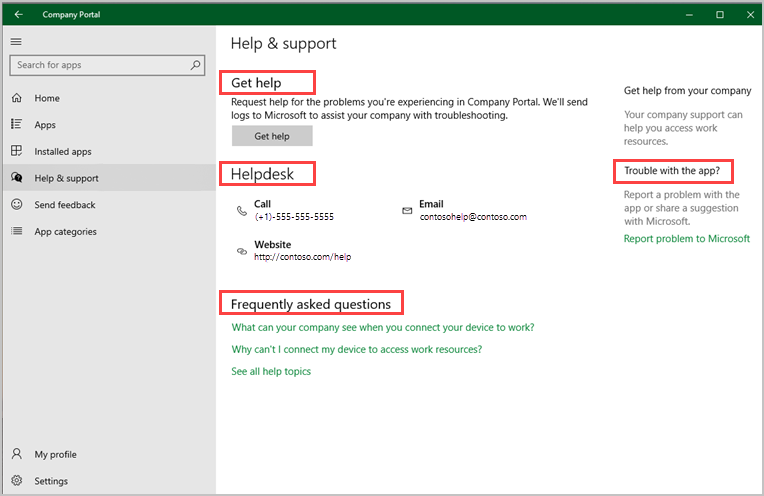 Company Portal
Search for apps
Home
Apps
Installed apps
Help & support
Send feedback
App categories
My profile
Settings
Help & support
Get help
Request help for the problems you're experiencing in Company Portal. We'll send
logs to Microsoft to assist your company with troubleshooting.
Get help
Helpdesk
Call
(+1)-555-555-5555
Email
contosohelp@contoso.com
Website
http://contoso.com/help
Frequently asked questions
What can your company see when you connect your device to work?
Why can't I connect my device to access work resources?
See all help topics
Get help from your company
Your company support can
help you access work
resources.
Trouble with the app?
Report a problem with the
app or share a suggestion
with Microsoft.
Report problem to Microsoft